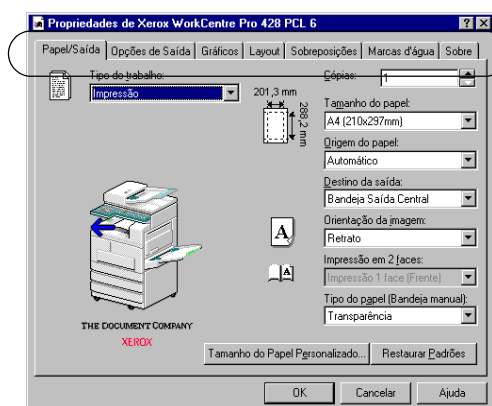 Propriedades de Xerox WorkCentre Pro 428 PCL 6
Papel/Saída Opções de Saída Gráficos Layout Sobreposições Marcas d'água Sobre
Tipo do trabalho:
Impressão
201,3 mm
288,2 mm
Cópias:
1
Tamanho do papel:
A4 (210x297mm)
Origem do papel:
Automático
Destino da saída:
Bandeja Saída Central
Orientação da imagem:
A
Retrato
Impressão em 2 faces:
A
Impressão 1 face (Frente)
Tipo do papel (Bandeja manual):
Transparência
THE DOCUMENT COMPANY
XEROX
Tamanho do Papel Personalizado... Restaurar Padrões
OK Cancelar Ajuda